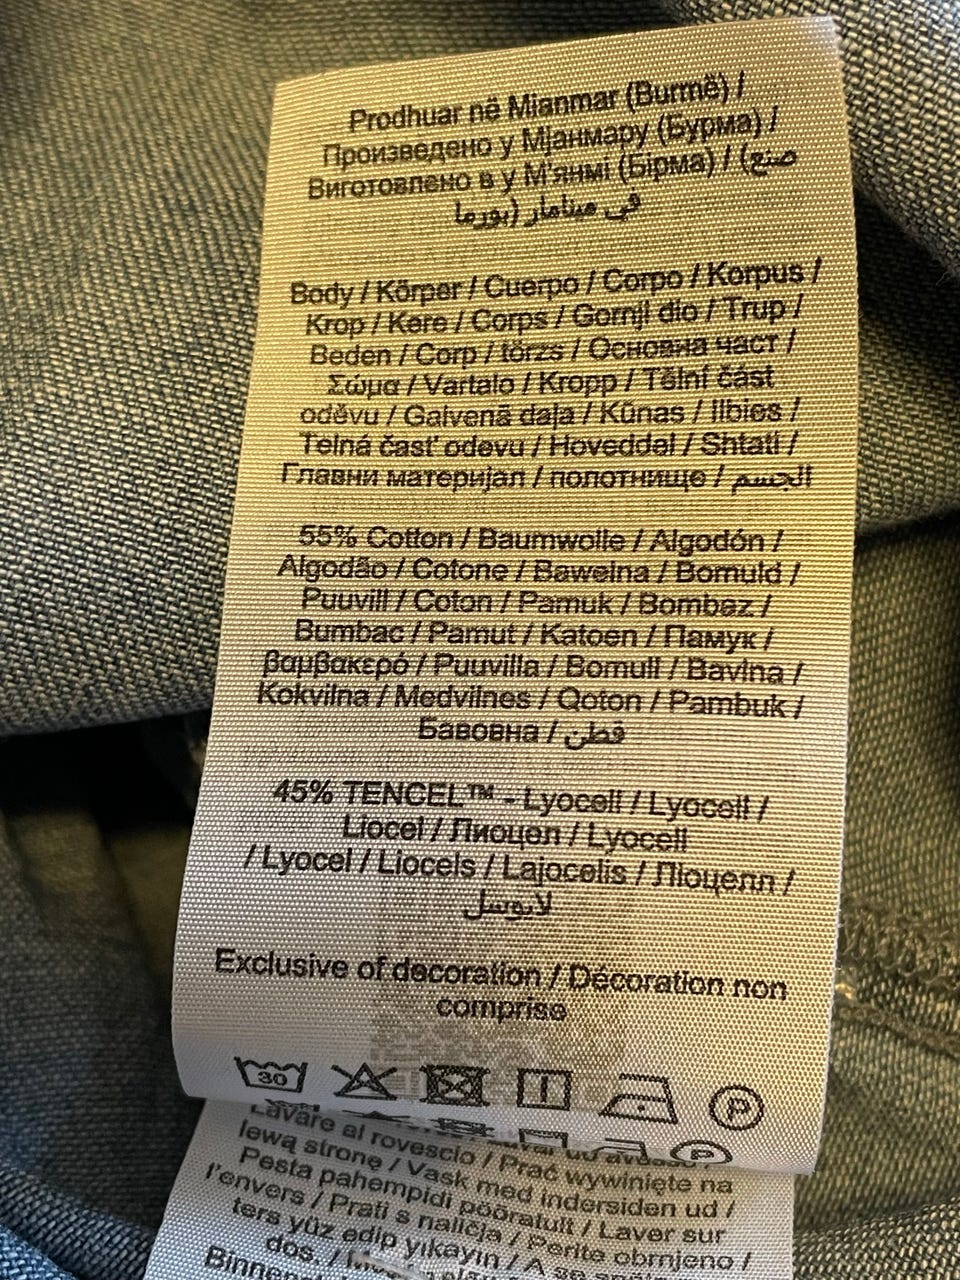 Prodhuar në Mianmar (Burmë) /
Произведено у Мјанмару (Бурма) /
Виготовлено в у М'янмі (Бірма) / (صنع
في ميانمار (بورما
Body / Körper / Cuerpo / Corpo / Korpus /
Krop / Kere / Corps / Gornji dio / Trup /
Beden / Corp / törzs / Основна част /
Σώμα / Vartalo / Kropp / Tělní část
oděvu / Galvenā daļa / Kūnas / Ilbies /
Telná časť odevu / Hoveddel / Shtati /
Главни материјал / полотнище / الجسم
55% Cotton / Baumwolle / Algodón /
Algodão / Cotone / Bawełna / Bomuld /
Puuvill / Coton / Pamuk / Bombaz /
Bumbac / Pamut / Katoen / Памук /
βαμβακερό / Puuvilla / Bomull / Bavlna /
Kokvilna / Medvilnes / Qoton / Pambuk /
Бавовна / قطن
45% TENCEL™ - Lyocell / Lyocell /
Liocel / Лиоцел / Lyocell
/ Lyocel / Liocels / Lajocelis / Ліоцелл /
لايوسل
Exclusive of decoration / Décoration non
comprise
30 P
P
Lavare al rovescio / Prać wywinięte na
lewą stronę / Vask med indersiden ud /
Pesta pahempidi pööratult / Laver sur
l'envers / Prati s naličja / Perite obrnjeno /
ters yüz edip yıkayın / A se spăla
dos. /